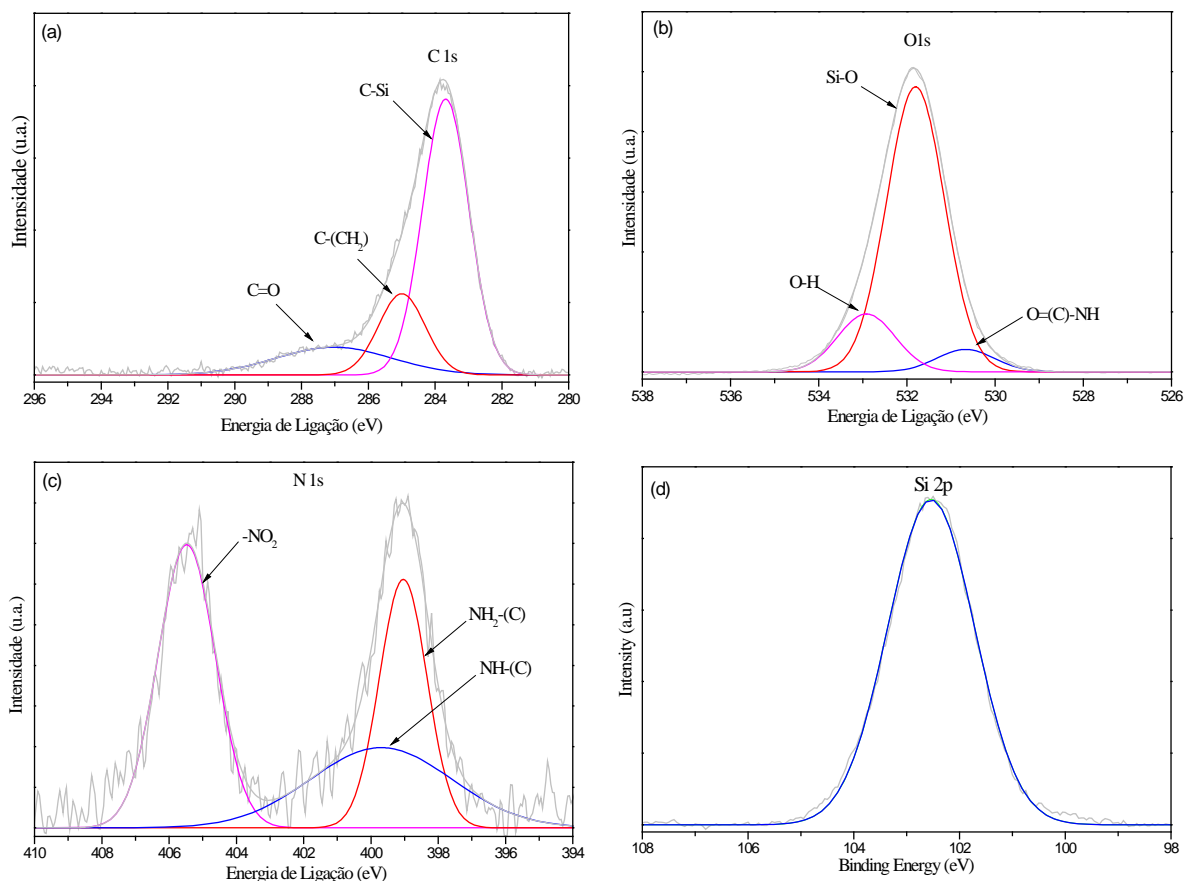 (a)
C 1s
C-Si
C-(CH2)
C=O
Intensidade (u.a.)
296 294 292 290 288 286 284 282 280
Energia de Ligação (eV)
(b)
O1s
Si-O
O-H
O=(C)-NH
Intensidade (u.a.)
538 536 534 532 530 528 526
Energia de Ligação (eV)
(c)
N 1s
-NO2
NH2-(C)
NH-(C)
Intensidade (u.a.)
410 408 406 404 402 400 398 396 394
Energia de Ligação (eV)
(d)
Si 2p
Intensity (a.u)
108 106 104 102 100 98
Binding Energy (eV)